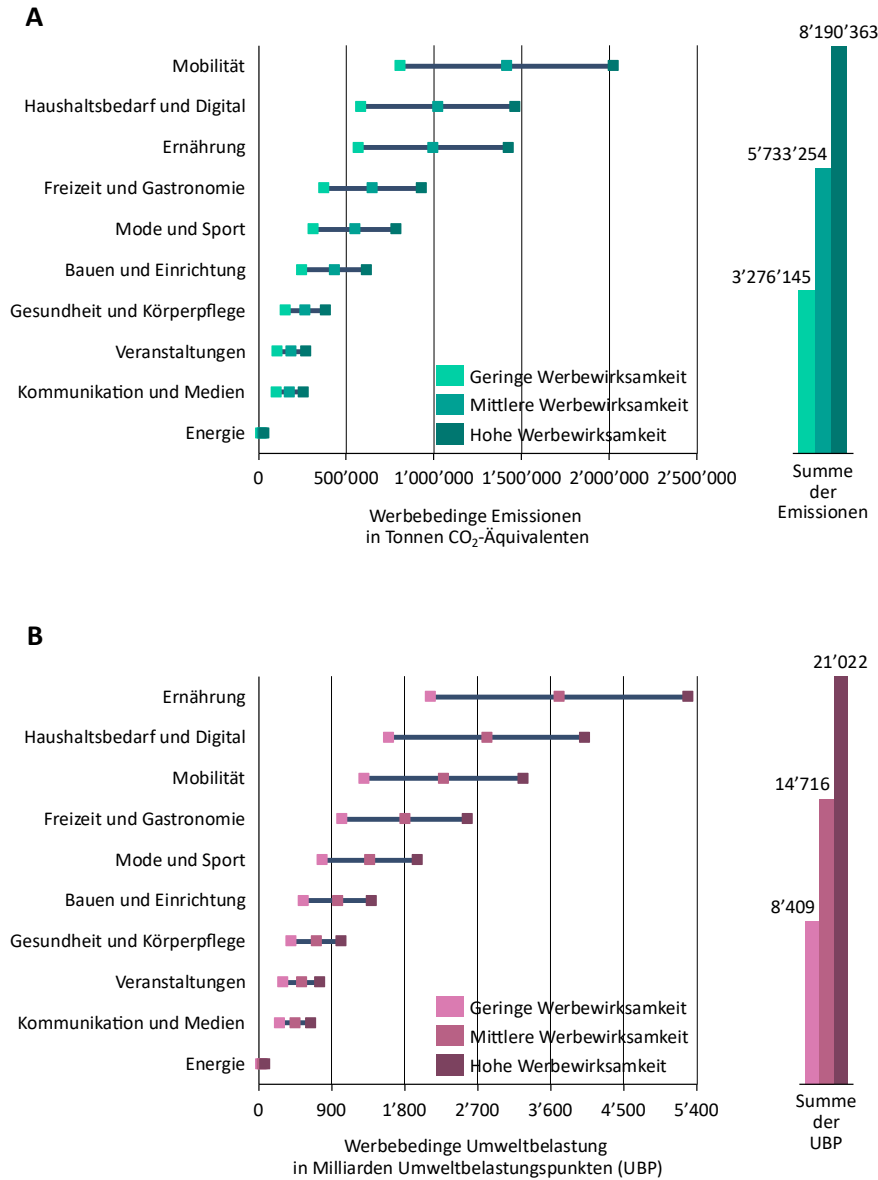 A
8’190’363
Mobilität
Haushaltsbedarf und Digital
Ernährung
5’733’254
Freizeit und Gastronomie
Mode und Sport
Bauen und Einrichtung
3’276’145
Gesundheit und Körperpflege
Veranstaltungen
Kommunikation und Medien
Energie
Geringe Werbewirksamkeit
Mittlere Werbewirksamkeit
Hohe Werbewirksamkeit
0 500’000 1’000’000 1’500’000 2’000’000 2’500’000
Werbebedinge Emissionen
in Tonnen CO₂-Äquivalenten
Summe
der
Emissionen
B
21’022
Ernährung
Haushaltsbedarf und Digital
Mobilität
14’716
Freizeit und Gastronomie
Mode und Sport
Bauen und Einrichtung
8’409
Gesundheit und Körperpflege
Veranstaltungen
Kommunikation und Medien
Energie
Geringe Werbewirksamkeit
Mittlere Werbewirksamkeit
Hohe Werbewirksamkeit
0 900 1’800 2’700 3’600 4’500 5’400
Werbebedinge Umweltbelastung
in Milliarden Umweltbelastungspunkten (UBP)
Summe
der
UBP